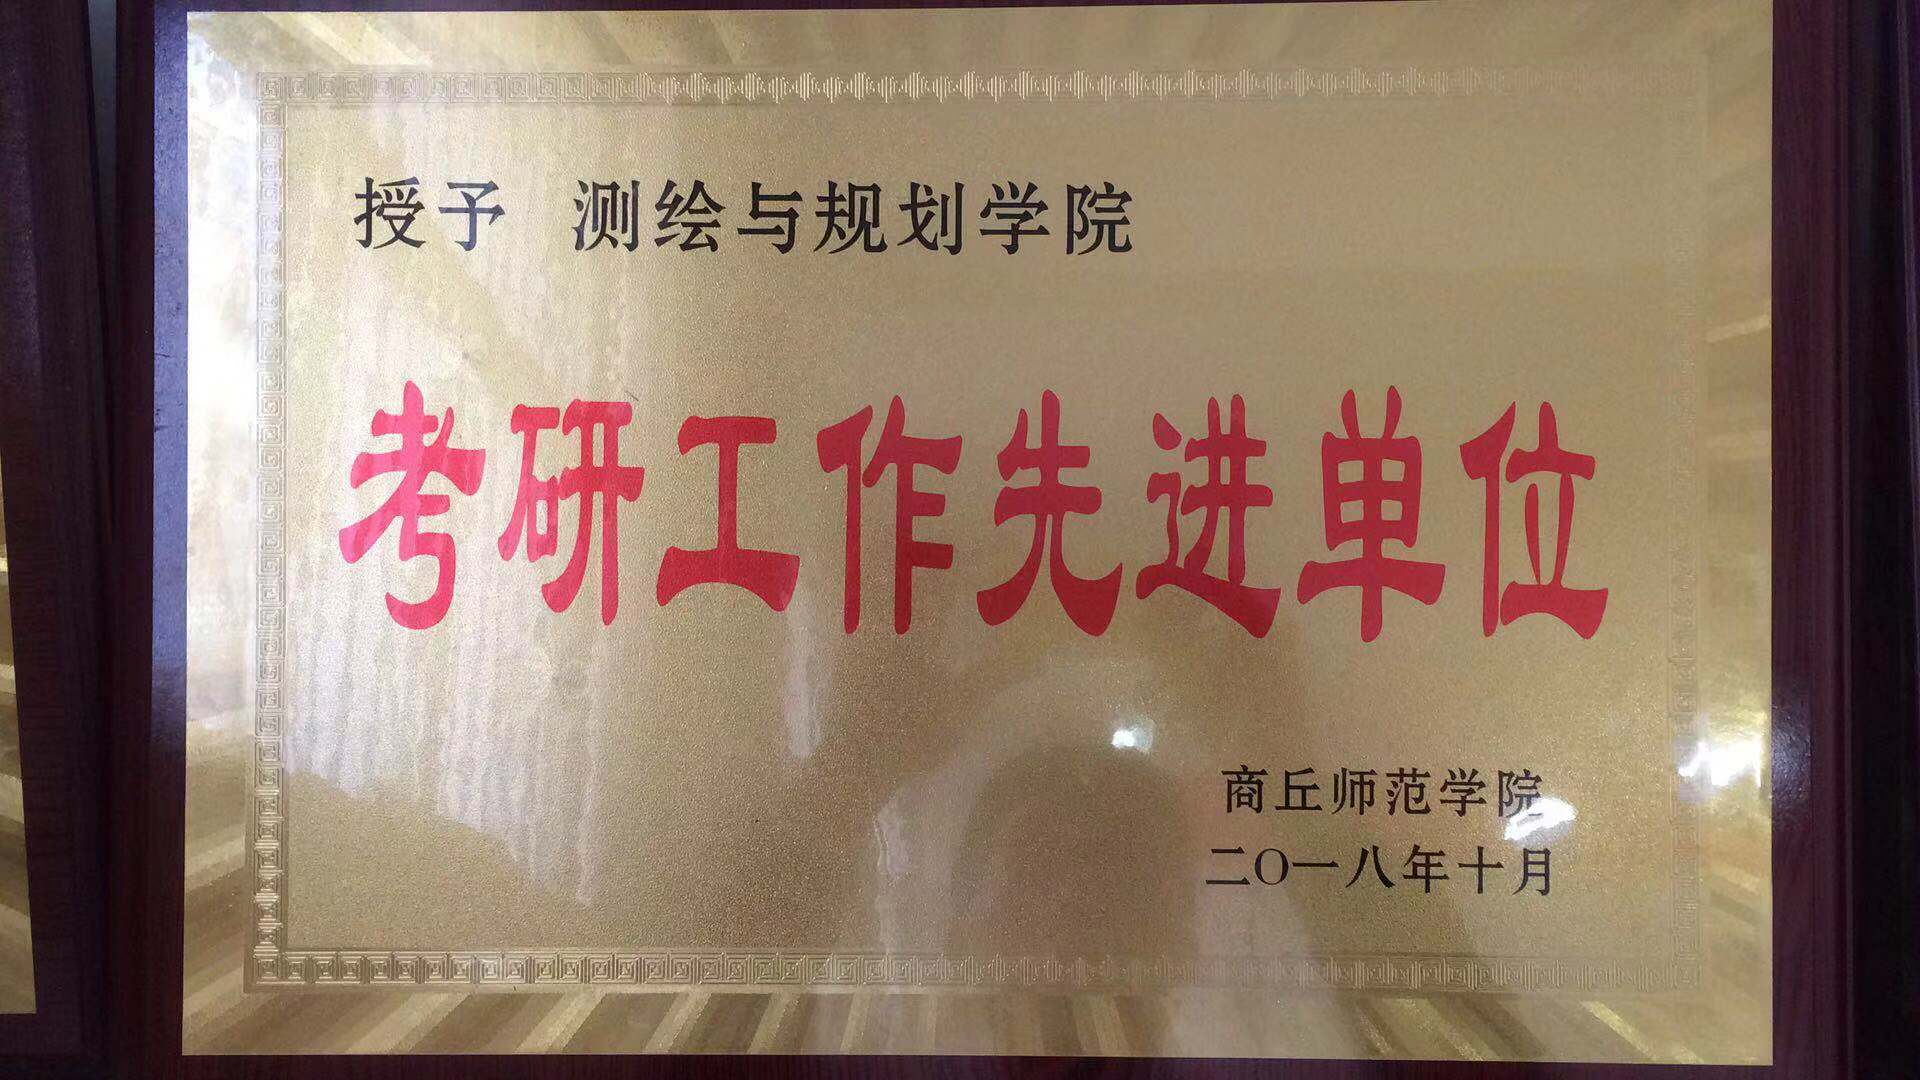 授予 测绘与规划学院
考研工作先进单位
商丘师范学院
二〇一八年十月